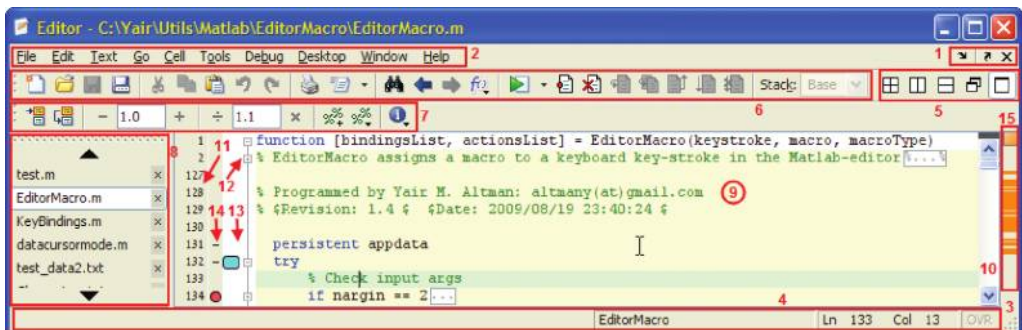 Editor - C:\Yair\Utils\Matlab\EditorMacro\EditorMacro.m
File Edit Text Go Cell Tools Debug Desktop Window Help 2 1
Stack: Base
6 5
- 1.0 + ÷ 1.1 × 7 15
8 1 11 function [bindingsList, actionsList] = EditorMacro(keystroke, macro, macroType)
2 % EditorMacro assigns a macro to a keyboard key-stroke in the Matlab-editor %...%
test.m 127 12
EditorMacro.m 128 % Programmed by Yair M. Altman: altmany(at)gmail.com 9
129 14 13 % $Revision: 1.4 $ $Date: 2009/08/19 23:40:24 $
KeyBindings.m 130
datacursormode.m 131 - persistent appdata
test_data2.txt 132 - try
133 % Check input args 10
134 if nargin == 2 ... 4
3
EditorMacro Ln 133 Col 13 OVR